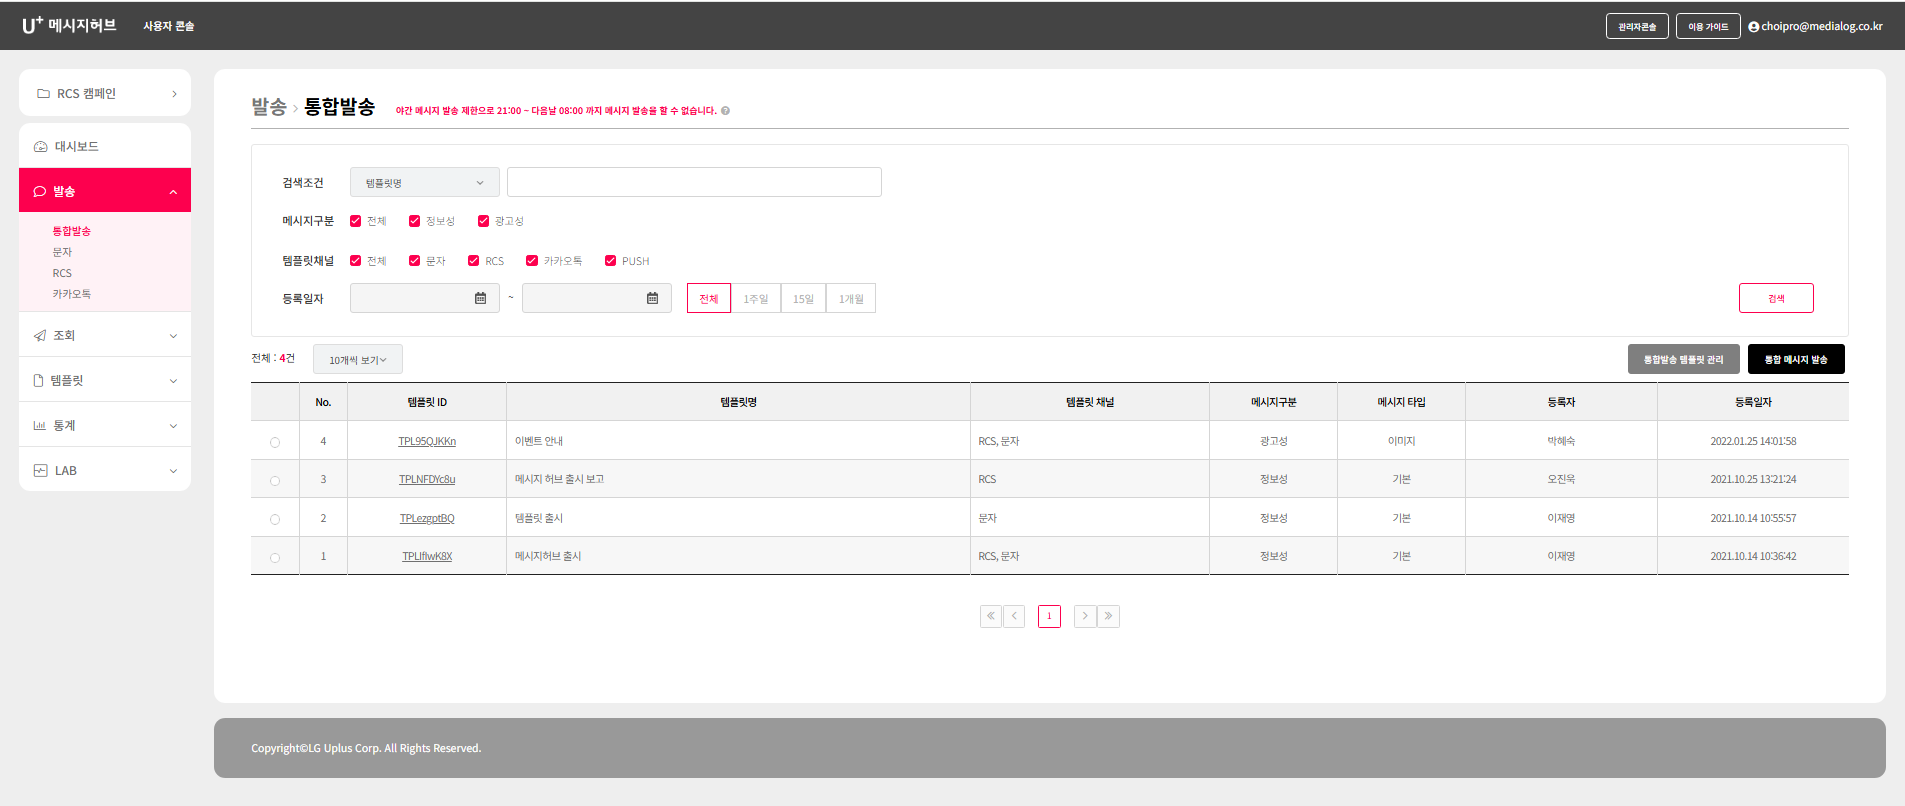 U+ 메시지허브 사용자 콘솔 관리자콘솔 이용 가이드 choipro@medialog.co.kr
RCS 캠페인
대시보드
발송
통합발송
문자
RCS
카카오톡
조회
템플릿
통계
LAB
발송 > 통합발송 야간 메시지 발송 제한으로 21:00 ~ 다음날 08:00 까지 메시지 발송을 할 수 없습니다. ?
검색조건 템플릿명
메시지구분 전체 정보성 광고성
템플릿채널 전체 문자 RCS 카카오톡 PUSH
등록일자 ~ 전체 1주일 15일 1개월 검색
전체 : 4건 10개씩 보기 통합발송 템플릿 관리 통합 메시지 발송
No. 템플릿 ID 템플릿명 템플릿 채널 메시지구분 메시지 타입 등록자 등록일자
4 TPL95QJKKn 이벤트 안내 RCS, 문자 광고성 이미지 박혜숙 2022.01.25 14:01:58
3 TPLNFDYc8u 메시지 허브 출시 보고 RCS 정보성 기본 오진욱 2021.10.25 13:21:24
2 TPLezgptBQ 템플릿 출시 문자 정보성 기본 이재명 2021.10.14 10:55:57
1 TPLIfIwK8X 메시지허브 출시 RCS, 문자 정보성 기본 이재명 2021.10.14 10:36:42
« < 1 > »
Copyright©LG Uplus Corp. All Rights Reserved.